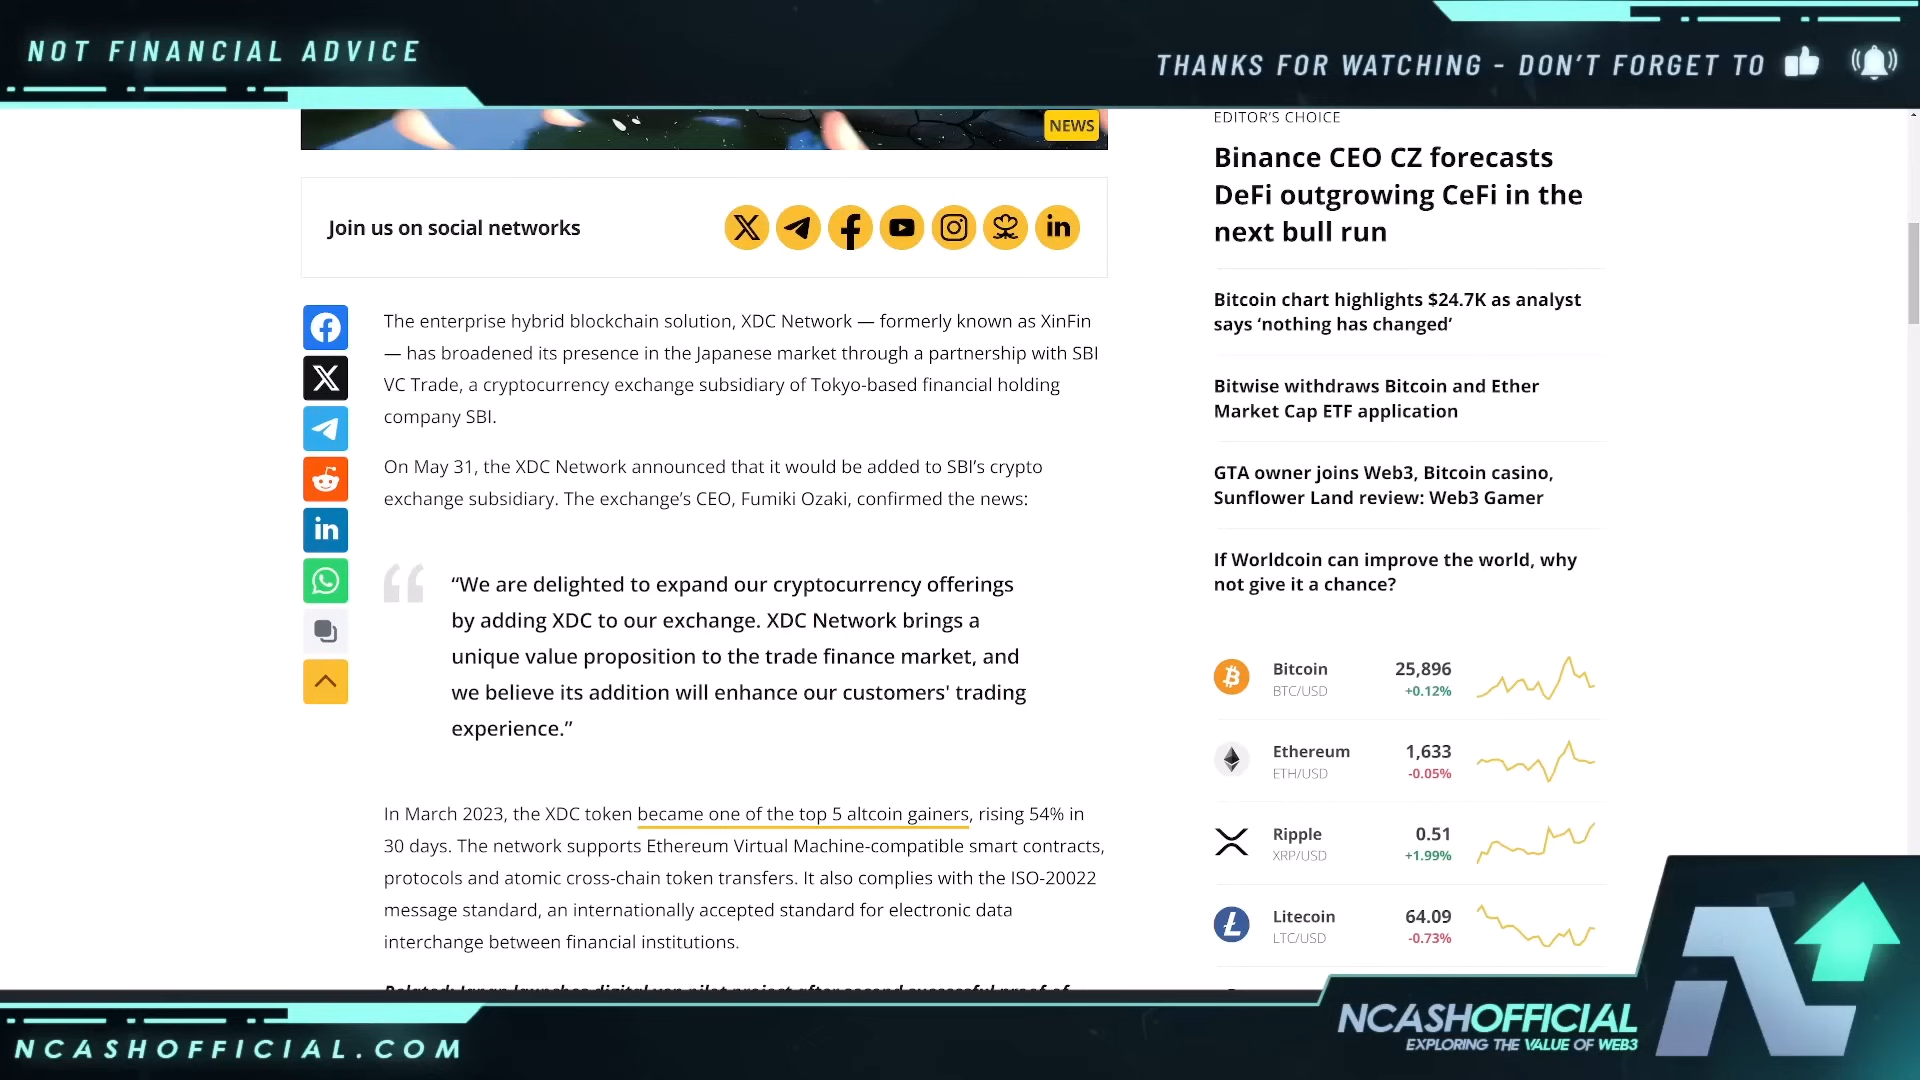 NOT FINANCIAL ADVICE
THANKS FOR WATCHING - DON'T FORGET TO
NEWS
Join us on social networks
The enterprise hybrid blockchain solution, XDC Network — formerly known as XinFin
— has broadened its presence in the Japanese market through a partnership with SBI
VC Trade, a cryptocurrency exchange subsidiary of Tokyo-based financial holding
company SBI.
On May 31, the XDC Network announced that it would be added to SBI’s crypto
exchange subsidiary. The exchange’s CEO, Fumiki Ozaki, confirmed the news:
“We are delighted to expand our cryptocurrency offerings
by adding XDC to our exchange. XDC Network brings a
unique value proposition to the trade finance market, and
we believe its addition will enhance our customers' trading
experience.”
In March 2023, the XDC token became one of the top 5 altcoin gainers, rising 54% in
30 days. The network supports Ethereum Virtual Machine-compatible smart contracts,
protocols and atomic cross-chain token transfers. It also complies with the ISO-20022
message standard, an internationally accepted standard for electronic data
interchange between financial institutions.
Related: Japan launches digital yen pilot project after second successful proof of
EDITOR’S CHOICE
Binance CEO CZ forecasts
DeFi outgrowing CeFi in the
next bull run
Bitcoin chart highlights $24.7K as analyst
says ‘nothing has changed’
Bitwise withdraws Bitcoin and Ether
Market Cap ETF application
GTA owner joins Web3, Bitcoin casino,
Sunflower Land review: Web3 Gamer
If Worldcoin can improve the world, why
not give it a chance?
Bitcoin 25,896
BTC/USD +0.12%
Ethereum 1,633
ETH/USD -0.05%
Ripple 0.51
XRP/USD +1.99%
Litecoin 64.09
LTC/USD -0.73%
NCASHOFFICIAL.COM
NCASHOFFICIAL
EXPLORING THE VALUE OF WEB3